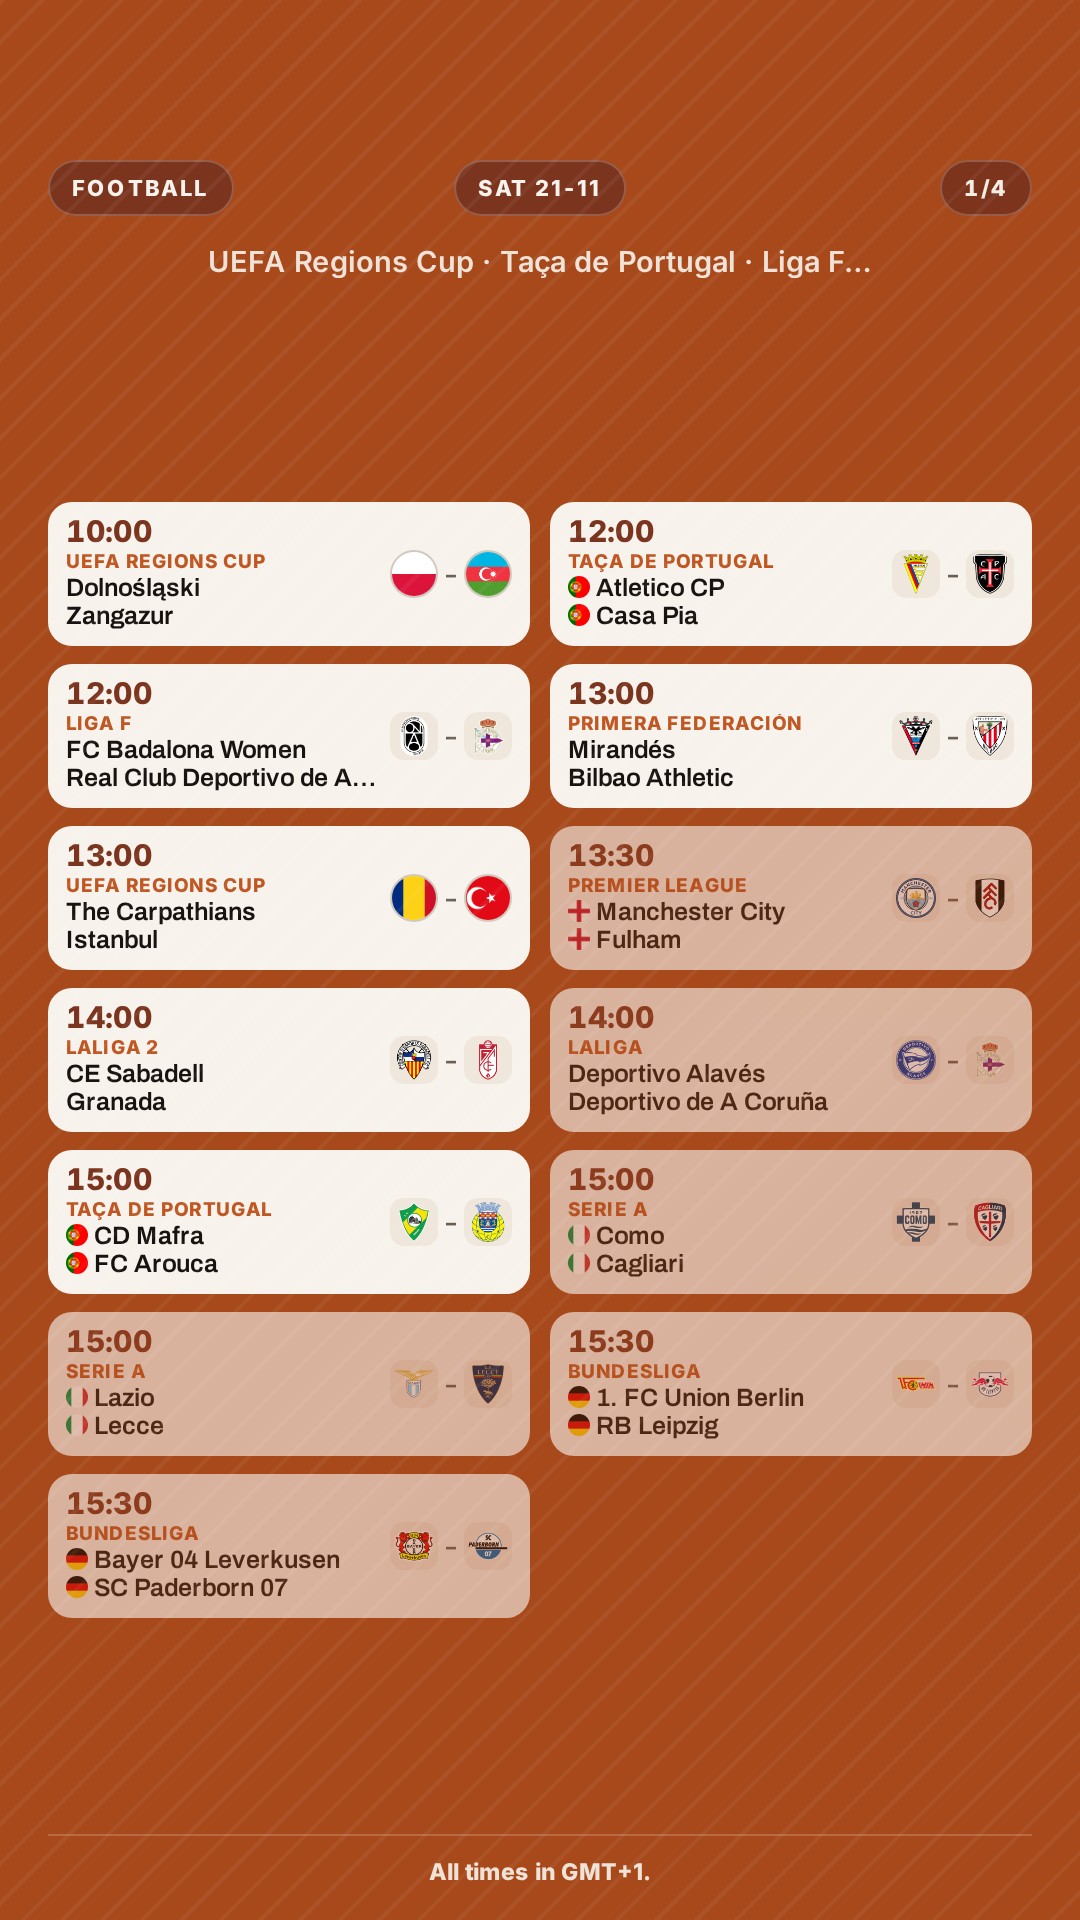 FOOTBALL
SAT 21-11
1/4
UEFA Regions Cup · Taça de Portugal · Liga F...
10:00
UEFA REGIONS CUP
Dolnośląski
Zangazur
12:00
TAÇA DE PORTUGAL
Atletico CP
Casa Pia
12:00
LIGA F
FC Badalona Women
Real Club Deportivo de A...
13:00
PRIMERA FEDERACIÓN
Mirandés
Bilbao Athletic
13:00
UEFA REGIONS CUP
The Carpathians
Istanbul
13:30
PREMIER LEAGUE
Manchester City
Fulham
14:00
LALIGA 2
CE Sabadell
Granada
14:00
LALIGA
Deportivo Alavés
Deportivo de A Coruña
15:00
TAÇA DE PORTUGAL
CD Mafra
FC Arouca
15:00
SERIE A
Como
Cagliari
15:00
SERIE A
Lazio
Lecce
15:30
BUNDESLIGA
1. FC Union Berlin
RB Leipzig
15:30
BUNDESLIGA
Bayer 04 Leverkusen
SC Paderborn 07
All times in GMT+1.